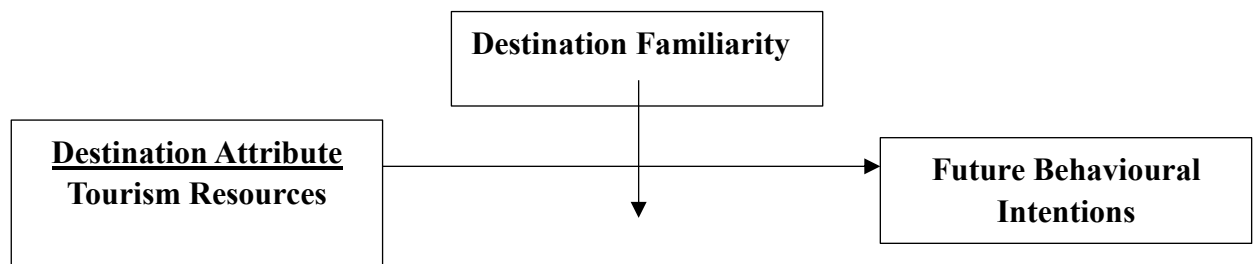 Destination Familiarity
Destination Attribute
Tourism Resources
Future Behavioural
Intentions